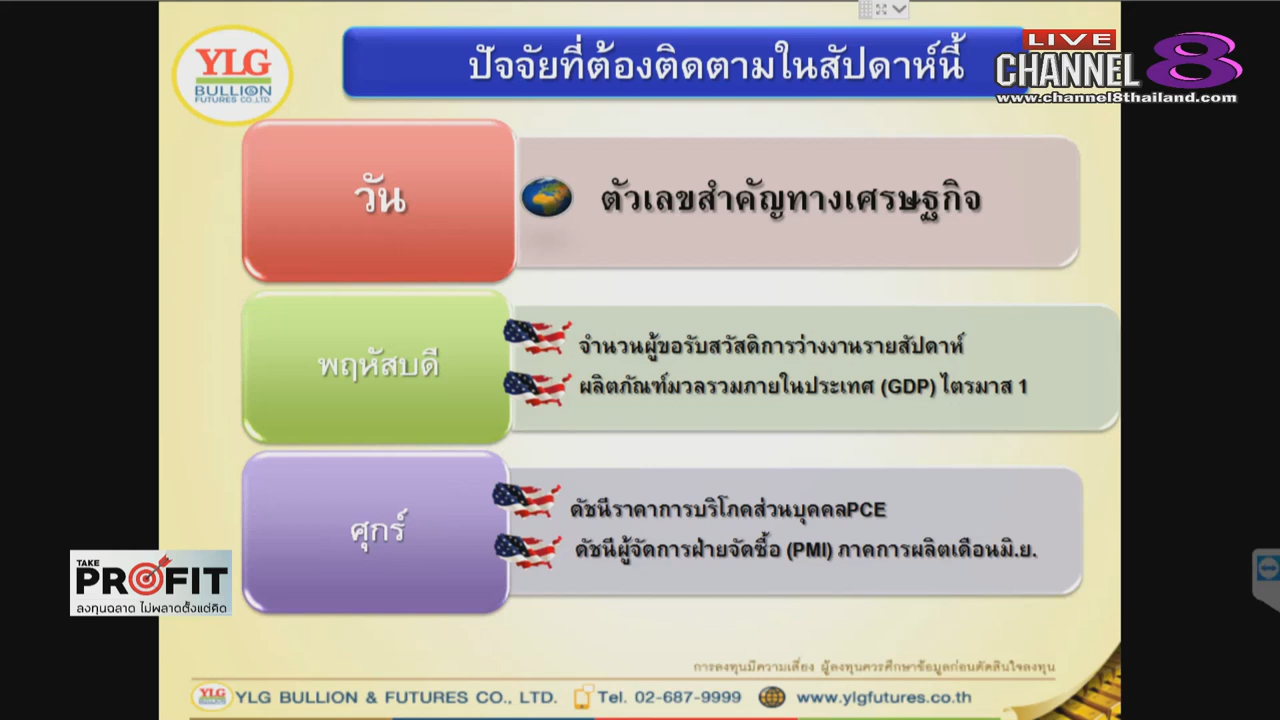 YLG
BULLION
FUTURES CO.,LTD.
ปัจจัยที่ต้องติดตามในสัปดาห์นี้
LIVE
CHANNEL 8
www.channel8thailand.com
วัน
ตัวเลขสำคัญทางเศรษฐกิจ
พฤหัสบดี
จำนวนผู้ขอรับสวัสดิการว่างงานรายสัปดาห์
ผลิตภัณฑ์มวลรวมภายในประเทศ (GDP) ไตรมาส 1
ศุกร์
ดัชนีราคาการบริโภคส่วนบุคคลPCE
ดัชนีผู้จัดการฝ่ายจัดซื้อ (PMI) ภาคการผลิตเดือนมิ.ย.
TAKE
PROFIT
ลงทุนฉลาด ไม่พลาดตั้งแต่คิด
การลงทุนมีความเสี่ยง ผู้ลงทุนควรศึกษาข้อมูลก่อนตัดสินใจลงทุน
YLG YLG BULLION & FUTURES CO., LTD. Tel. 02-687-9999 www.ylgfutures.co.th